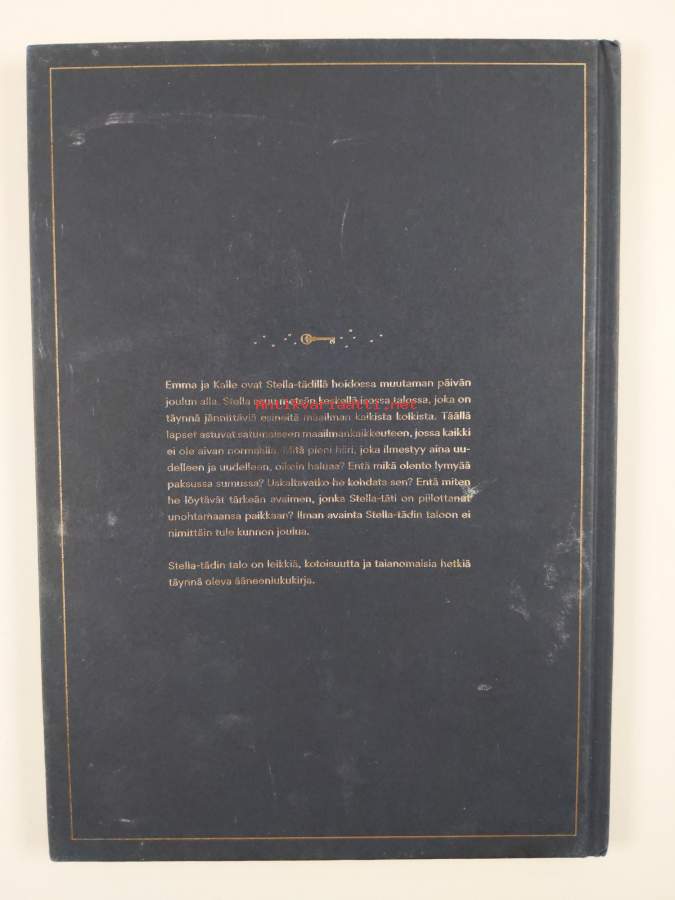 Emma ja Kalle ovat Stella-tädillä hoidossa muutaman päivän
joulun alla. Stella asuu metsän keskellä isossa talossa, joka on
Antikvariaatti.net
täynnä jännittäviä esineitä maailman kaikista kolkista. Täällä
lapset astuvat satumaiseen maailmankaikkeuteen, jossa kaikki
ei ole aivan normaalia. Mitä pieni hiiri, joka ilmestyy aina uu-
delleen ja uudelleen, oikein haluaa? Entä mikä olento lymyää
paksussa sumussa? Uskaltavatko he kohdata sen? Entä miten
he löytävät tärkeän avaimen, jonka Stella-täti on piilottanut
unohtamaansa paikkaan? Ilman avainta Stella-tädin taloon ei
nimittäin tule kunnon joulua.
Stella-tädin talo on leikkiä, kotoisuutta ja taianomaisia hetkiä
täynnä oleva ääneenlukukirja.